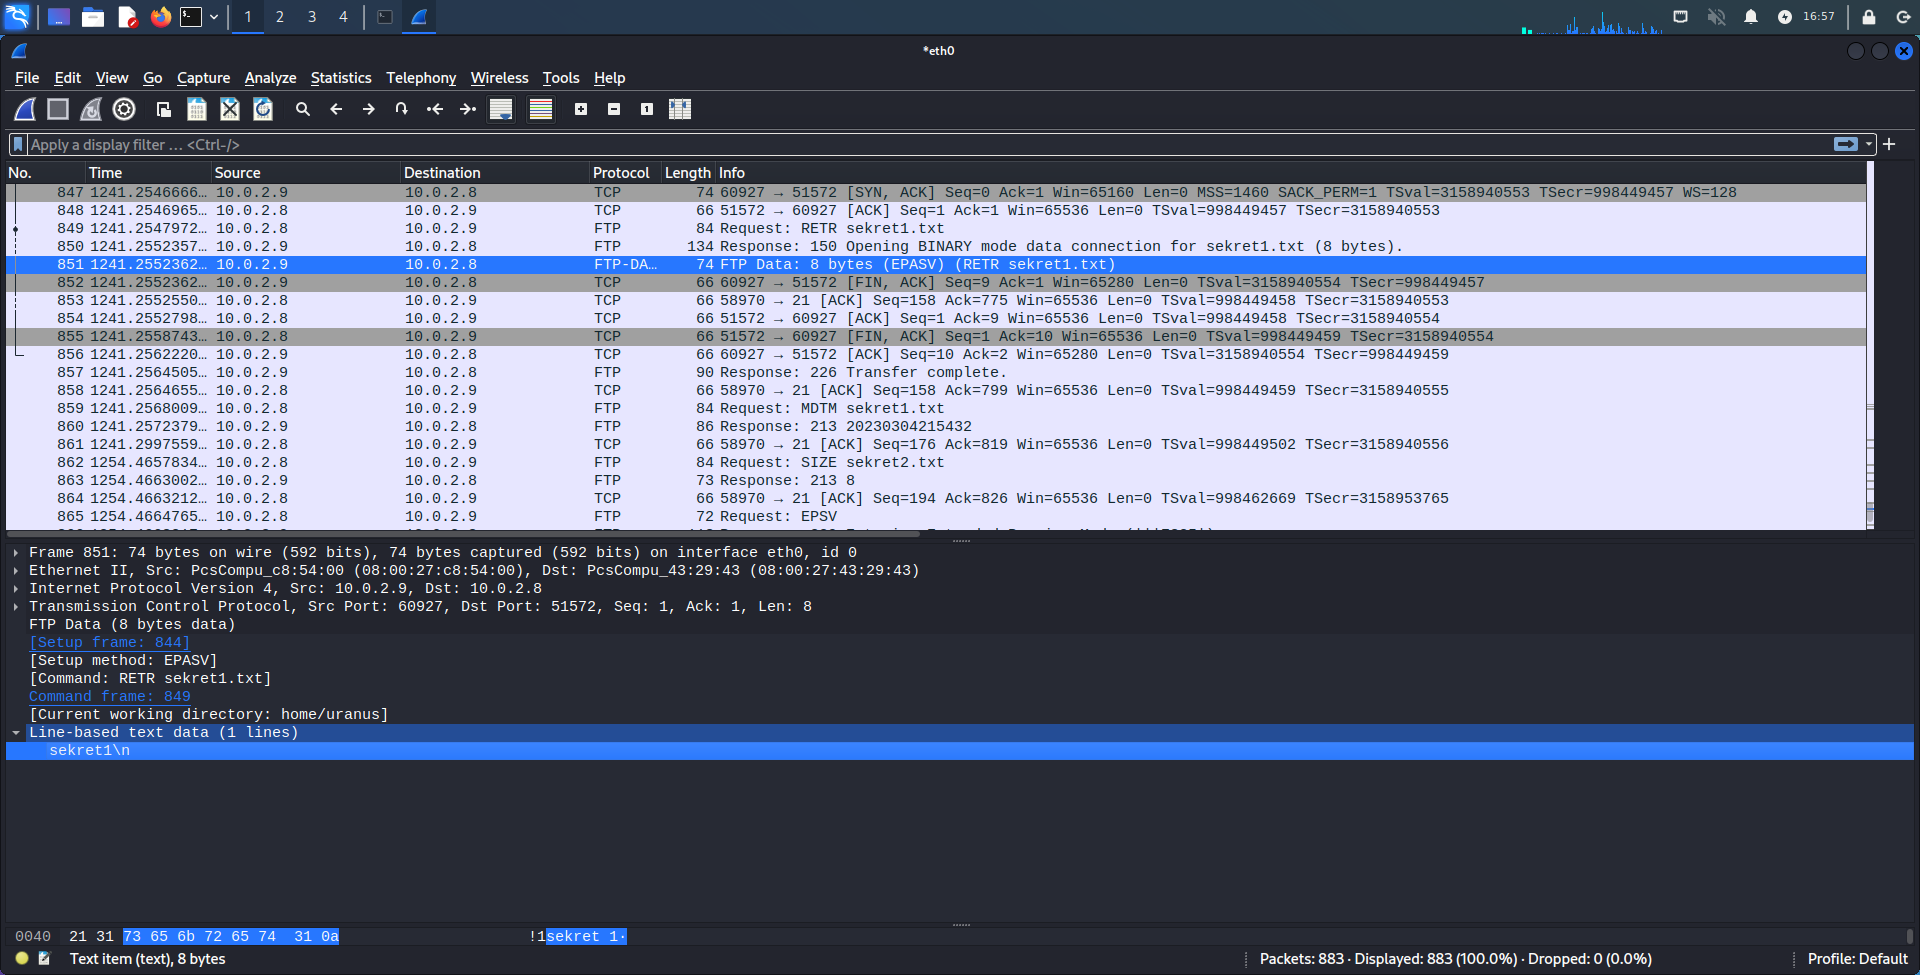 1 2 3 4 16:57
*eth0
File Edit View Go Capture Analyze Statistics Telephony Wireless Tools Help
Apply a display filter … <Ctrl-/>
No. Time Source Destination Protocol Length Info
847 1241.2546666… 10.0.2.9 10.0.2.8 TCP 74 60927 → 51572 [SYN, ACK] Seq=0 Ack=1 Win=65160 Len=0 MSS=1460 SACK_PERM=1 TSval=3158940553 TSecr=998449457 WS=128
848 1241.2546965… 10.0.2.8 10.0.2.9 TCP 66 51572 → 60927 [ACK] Seq=1 Ack=1 Win=65536 Len=0 TSval=998449457 TSecr=3158940553
849 1241.2547972… 10.0.2.8 10.0.2.9 FTP 84 Request: RETR sekret1.txt
850 1241.2552357… 10.0.2.9 10.0.2.8 FTP 134 Response: 150 Opening BINARY mode data connection for sekret1.txt (8 bytes).
851 1241.2552362… 10.0.2.9 10.0.2.8 FTP-DA… 74 FTP Data: 8 bytes (EPASV) (RETR sekret1.txt)
852 1241.2552362… 10.0.2.9 10.0.2.8 TCP 66 60927 → 51572 [FIN, ACK] Seq=9 Ack=1 Win=65280 Len=0 TSval=3158940554 TSecr=998449457
853 1241.2552550… 10.0.2.8 10.0.2.9 TCP 66 58970 → 21 [ACK] Seq=158 Ack=775 Win=65536 Len=0 TSval=998449458 TSecr=3158940553
854 1241.2552798… 10.0.2.8 10.0.2.9 TCP 66 51572 → 60927 [ACK] Seq=1 Ack=9 Win=65536 Len=0 TSval=998449458 TSecr=3158940554
855 1241.2558743… 10.0.2.8 10.0.2.9 TCP 66 51572 → 60927 [FIN, ACK] Seq=1 Ack=10 Win=65536 Len=0 TSval=998449459 TSecr=3158940554
856 1241.2562220… 10.0.2.9 10.0.2.8 TCP 66 60927 → 51572 [ACK] Seq=10 Ack=2 Win=65280 Len=0 TSval=3158940554 TSecr=998449459
857 1241.2564505… 10.0.2.9 10.0.2.8 FTP 90 Response: 226 Transfer complete.
858 1241.2564655… 10.0.2.8 10.0.2.9 TCP 66 58970 → 21 [ACK] Seq=158 Ack=799 Win=65536 Len=0 TSval=998449459 TSecr=3158940555
859 1241.2568009… 10.0.2.8 10.0.2.9 FTP 84 Request: MDTM sekret1.txt
860 1241.2572379… 10.0.2.9 10.0.2.8 FTP 86 Response: 213 20230304215432
861 1241.2997559… 10.0.2.8 10.0.2.9 TCP 66 58970 → 21 [ACK] Seq=176 Ack=819 Win=65536 Len=0 TSval=998449502 TSecr=3158940556
862 1254.4657834… 10.0.2.8 10.0.2.9 FTP 84 Request: SIZE sekret2.txt
863 1254.4663002… 10.0.2.9 10.0.2.8 FTP 73 Response: 213 8
864 1254.4663212… 10.0.2.8 10.0.2.9 TCP 66 58970 → 21 [ACK] Seq=194 Ack=826 Win=65536 Len=0 TSval=998462669 TSecr=3158953765
865 1254.4664765… 10.0.2.8 10.0.2.9 FTP 72 Request: EPSV
Frame 851: 74 bytes on wire (592 bits), 74 bytes captured (592 bits) on interface eth0, id 0
Ethernet II, Src: PcsCompu_c8:54:00 (08:00:27:c8:54:00), Dst: PcsCompu_43:29:43 (08:00:27:43:29:43)
Internet Protocol Version 4, Src: 10.0.2.9, Dst: 10.0.2.8
Transmission Control Protocol, Src Port: 60927, Dst Port: 51572, Seq: 1, Ack: 1, Len: 8
FTP Data (8 bytes data)
[Setup frame: 844]
[Setup method: EPASV]
[Command: RETR sekret1.txt]
Command frame: 849
[Current working directory: home/uranus]
Line-based text data (1 lines)
sekret1\n
0040 21 31 73 65 6b 72 65 74 31 0a !1sekret 1·
Text item (text), 8 bytes Packets: 883 · Displayed: 883 (100.0%) · Dropped: 0 (0.0%) Profile: Default